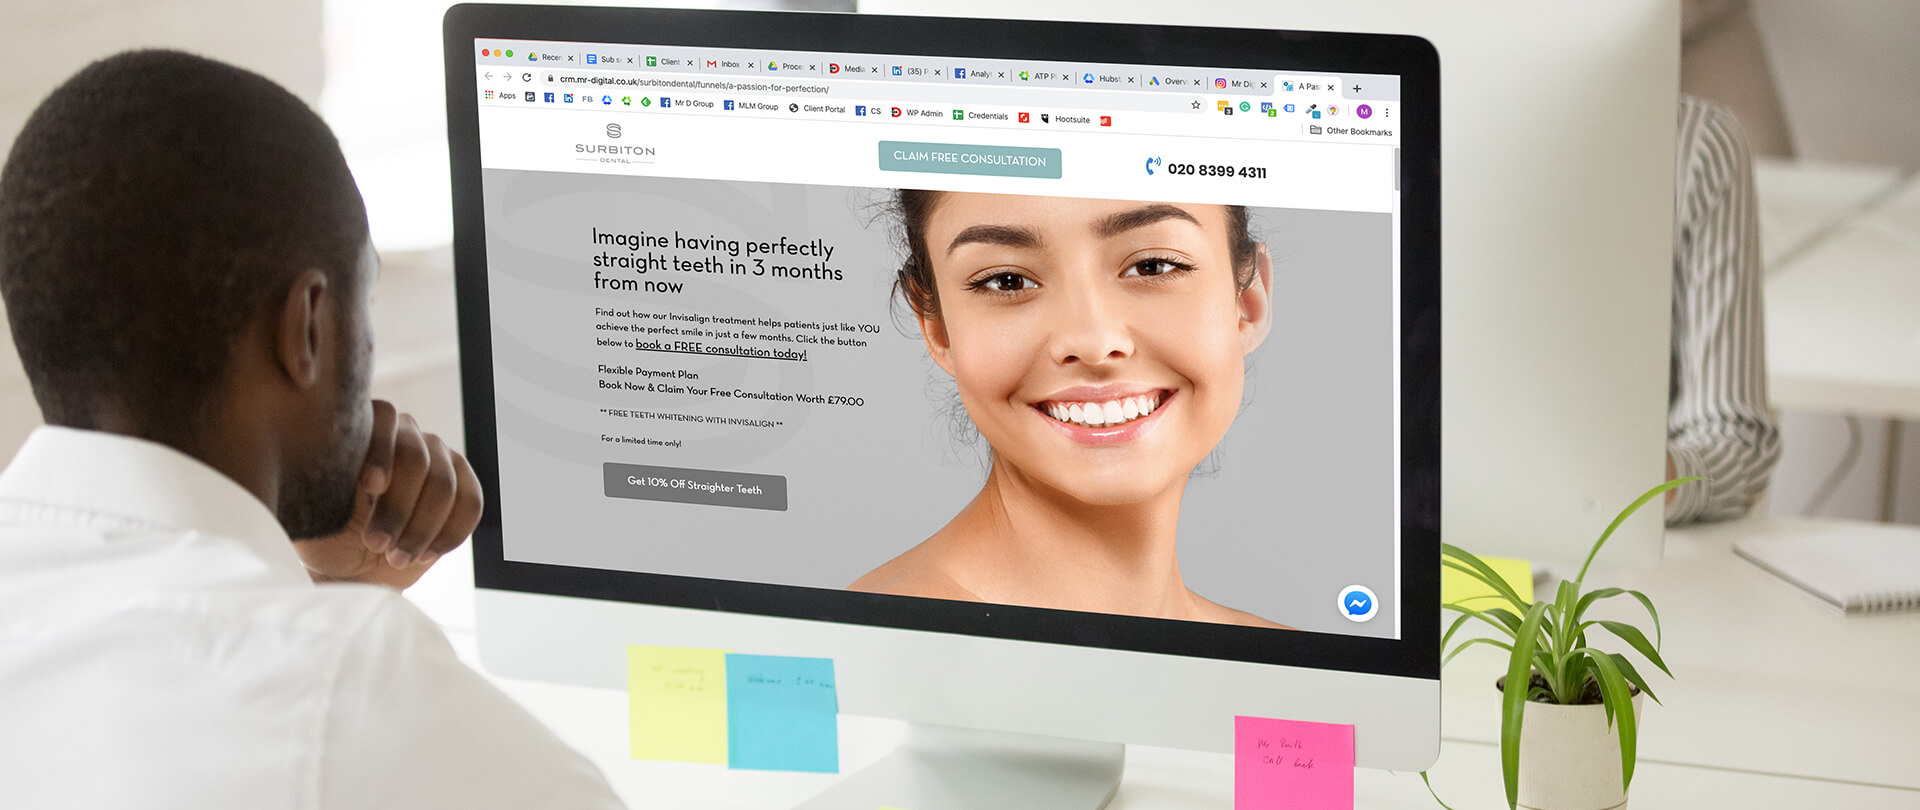 Recen
Sub s
Client
Inbox
Proce
Media
(35) F
Analyt
ATP P
Hubst
Overv
Mr Dig
A Pas
crm.mr-digital.co.uk/surbitondental/funnels/a-passion-for-perfection/
Apps
FB
Mr D Group
MLM Group
Client Portal
CS
WP Admin
Credentials
Hootsuite
M
Other Bookmarks
SURBITON
DENTAL
CLAIM FREE CONSULTATION
020 8399 4311
Imagine having perfectly
straight teeth in 3 months
from now
Find out how our Invisalign treatment helps patients just like YOU
achieve the perfect smile in just a few months. Click the button
below to book a FREE consultation today!
Flexible Payment Plan
Book Now & Claim Your Free Consultation Worth £79.00
** FREE TEETH WHITENING WITH INVISALIGN **
For a limited time only!
Get 10% Off Straighter Teeth
Mr Smith
Call back